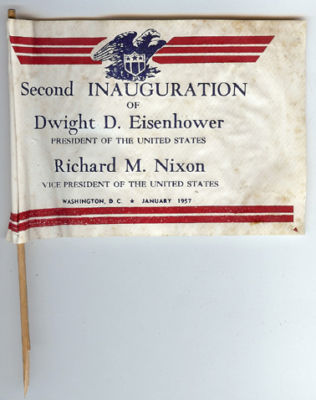 Second INAUGURATION
OF
Dwight D. Eisenhower
PRESIDENT OF THE UNITED STATES
Richard M. Nixon
VICE PRESIDENT OF THE UNITED STATES
WASHINGTON, D. C. ★ JANUARY 1957